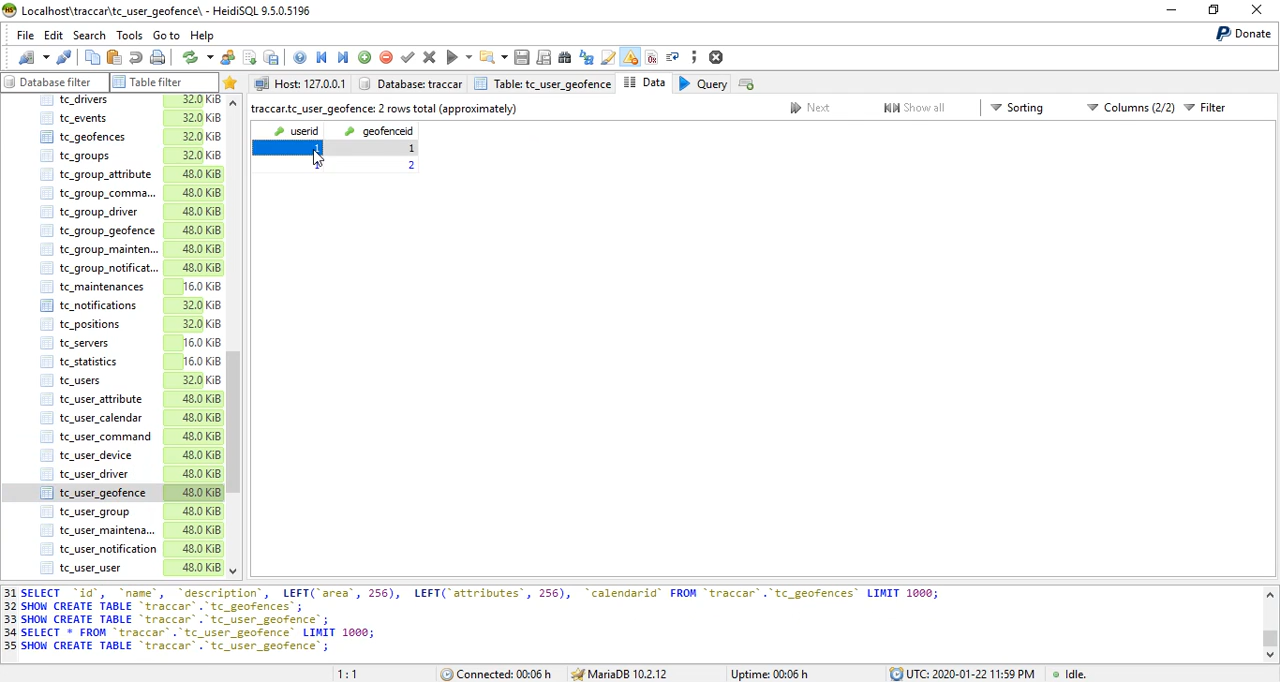 Localhost\traccar\tc_user_geofence\ - HeidiSQL 9.5.0.5196
File Edit Search Tools Go to Help
Donate
Database filter Table filter Host: 127.0.0.1 Database: traccar Table: tc_user_geofence Data Query
traccar.tc_user_geofence: 2 rows total (approximately) Next Show all Sorting Columns (2/2) Filter
userid geofenceid
1 1
1 2
tc_drivers 32.0 KiB
tc_events 32.0 KiB
tc_geofences 32.0 KiB
tc_groups 32.0 KiB
tc_group_attribute 48.0 KiB
tc_group_comma... 48.0 KiB
tc_group_driver 48.0 KiB
tc_group_geofence 48.0 KiB
tc_group_mainten... 48.0 KiB
tc_group_notificat... 48.0 KiB
tc_maintenances 16.0 KiB
tc_notifications 32.0 KiB
tc_positions 32.0 KiB
tc_servers 16.0 KiB
tc_statistics 16.0 KiB
tc_users 32.0 KiB
tc_user_attribute 48.0 KiB
tc_user_calendar 48.0 KiB
tc_user_command 48.0 KiB
tc_user_device 48.0 KiB
tc_user_driver 48.0 KiB
tc_user_geofence 48.0 KiB
tc_user_group 48.0 KiB
tc_user_maintena... 48.0 KiB
tc_user_notification 48.0 KiB
tc_user_user 48.0 KiB
31 SELECT `id`, `name`, `description`, LEFT(`area`, 256), LEFT(`attributes`, 256), `calendarid` FROM `traccar`.`tc_geofences` LIMIT 1000;
32 SHOW CREATE TABLE `traccar`.`tc_geofences`;
33 SHOW CREATE TABLE `traccar`.`tc_user_geofence`;
34 SELECT * FROM `traccar`.`tc_user_geofence` LIMIT 1000;
35 SHOW CREATE TABLE `traccar`.`tc_user_geofence`;
1 : 1 Connected: 00:06 h MariaDB 10.2.12 Uptime: 00:06 h UTC: 2020-01-22 11:59 PM Idle.